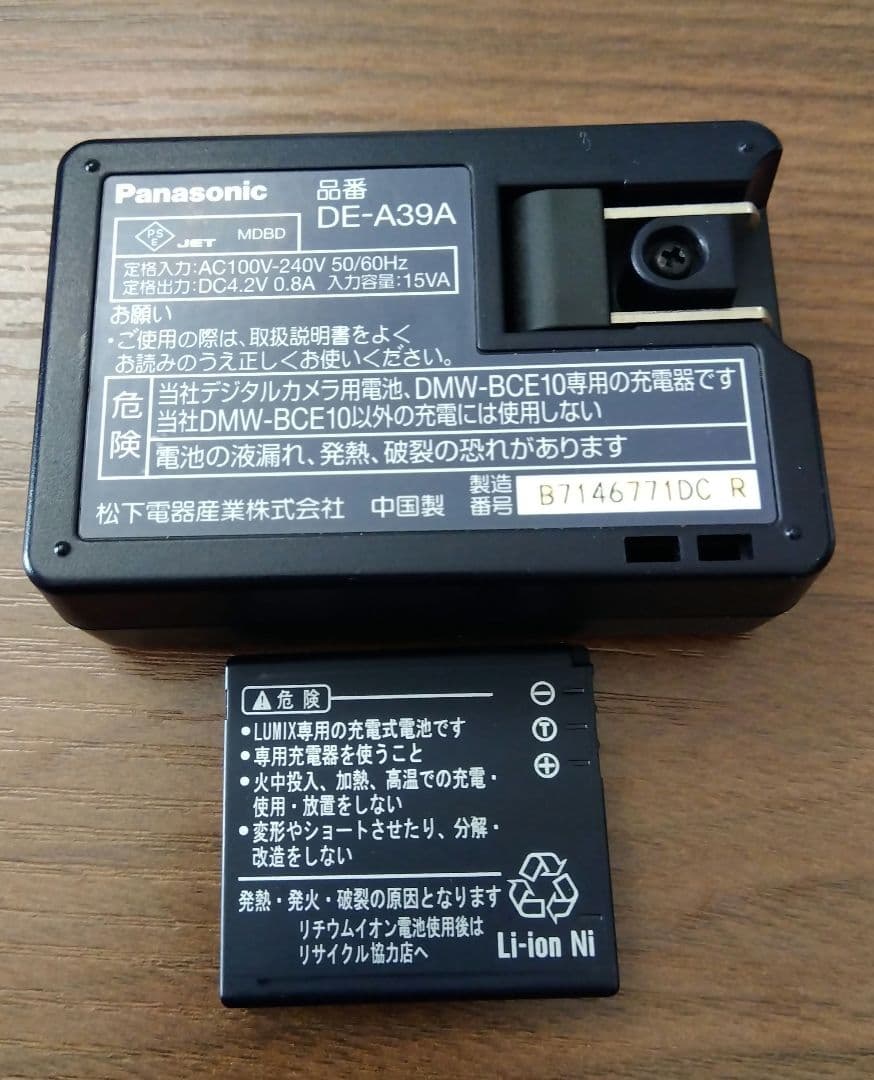 Panasonic
品番
DE-A39A
PS
E
JET MDBD
定格入力:AC100V-240V 50/60Hz
定格出力:DC4.2V 0.8A 入力容量:15VA
お願い
・ご使用の際は、取扱説明書をよく
お読みのうえ正しくお使いください。
危険
当社デジタルカメラ用電池、DMW-BCE10専用の充電器です
当社DMW-BCE10以外の充電には使用しない
電池の液漏れ、発熱、破裂の恐れがあります
松下電器産業株式会社 中国製
製造番号 B7146771DC R
⚠危険
●LUMIX専用の充電式電池です
●専用充電器を使うこと
●火中投入、加熱、高温での充電・
使用・放置をしない
●変形やショートさせたり、分解・
改造をしない
発熱・発火・破裂の原因となります
リチウムイオン電池使用後は
リサイクル協力店へ
⊖
T
⊕
Li-ion Ni